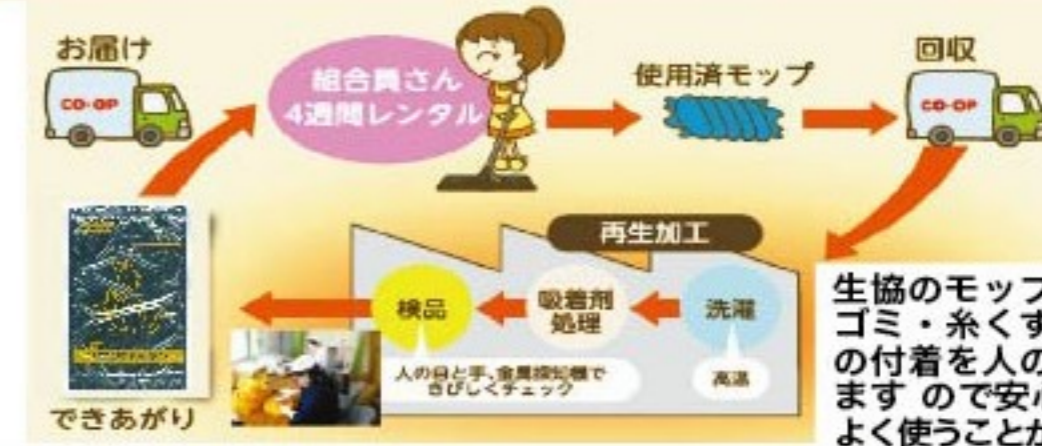 お届け
CO-OP
組合員さん
4週間レンタル
使用済モップ
回収
CO-OP
再生加工
洗濯
高温
吸着剤
処理
検品
人の目と手、金属探知機で
きびしくチェック
できあがり
生協のモップ
ゴミ・糸くず
の付着を人の
ます ので安心
よく使うことが